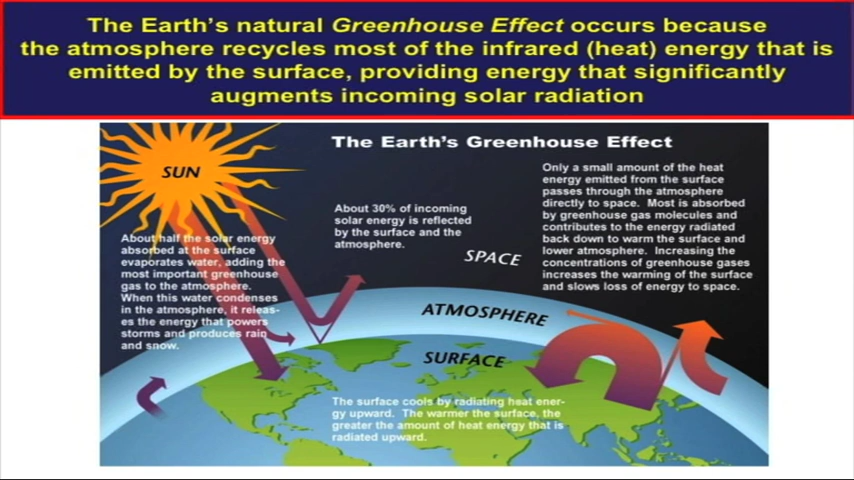 The Earth's natural Greenhouse Effect occurs because
the atmosphere recycles most of the infrared (heat) energy that is
emitted by the surface, providing energy that significantly
augments incoming solar radiation
The Earth's Greenhouse Effect
SUN
About half the solar energy
absorbed at the surface
evaporates water, adding the
most important greenhouse
gas to the atmosphere.
When this water condenses
in the atmosphere, it releas-
es the energy that powers
storms and produces rain
and snow.
About 30% of incoming
solar energy is reflected
by the surface and the
atmosphere.
Only a small amount of the heat
energy emitted from the surface
passes through the atmosphere
directly to space. Most is absorbed
by greenhouse gas molecules and
contributes to the energy radiated
back down to warm the surface and
lower atmosphere. Increasing the
concentrations of greenhouse gases
increases the warming of the surface
and slows loss of energy to space.
SPACE
ATMOSPHERE
SURFACE
The surface cools by radiating heat ener-
gy upward. The warmer the surface, the
greater the amount of heat energy that is
radiated upward.